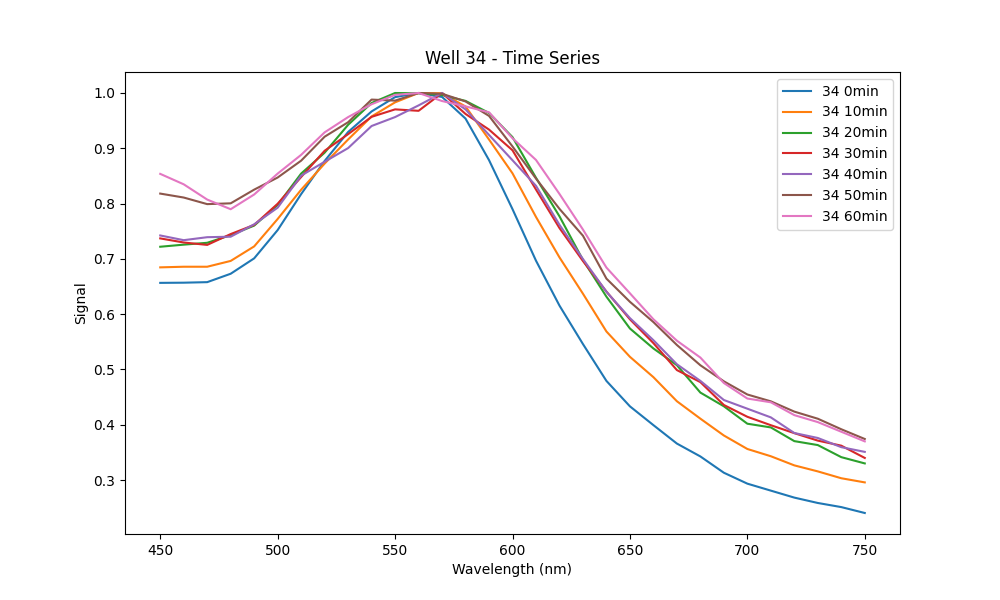 Well 34 - Time Series
Signal
1.0
0.9
0.8
0.7
0.6
0.5
0.4
0.3
34 0min
34 10min
34 20min
34 30min
34 40min
34 50min
34 60min
450 500 550 600 650 700 750
Wavelength (nm)